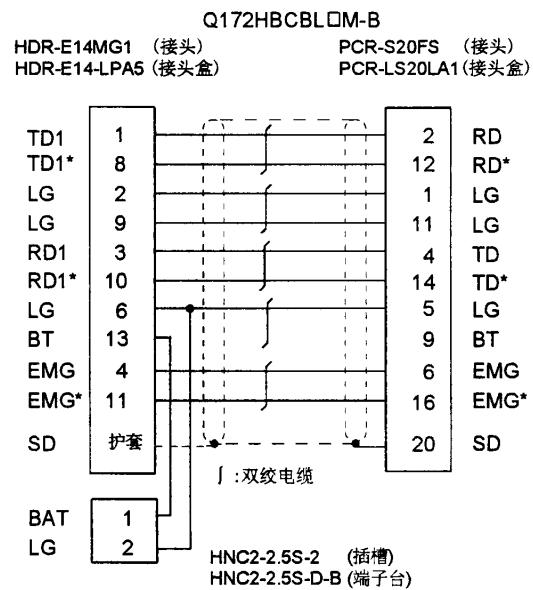 Q172HBCBL□M-B
HDR-E14MG1 (接头) PCR-S20FS (接头)
HDR-E14-LPA5 (接头盒) PCR-LS20LA1 (接头盒)
TD1 1 2 RD
TD1* 8 12 RD*
LG 2 1 LG
LG 9 11 LG
RD1 3 4 TD
RD1* 10 14 TD*
LG 6 5 LG
BT 13 9 BT
EMG 4 6 EMG
EMG* 11 16 EMG*
SD 护套 20 SD
⌠:双绞电缆
BAT 1
LG 2
HNC2-2.5S-2 (插槽)
HNC2-2.5S-D-B (端子台)